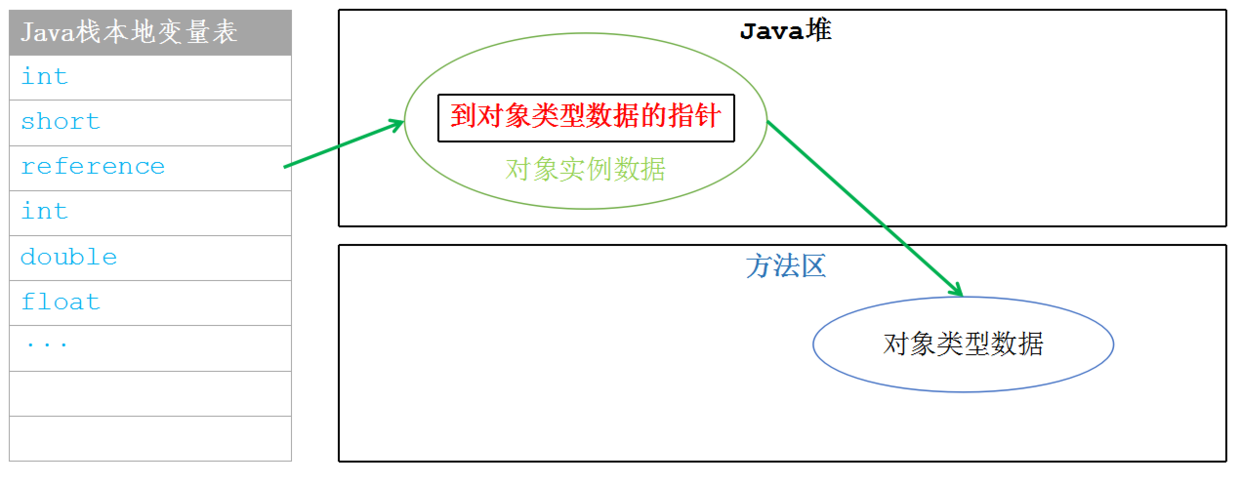 Java栈本地变量表
int
short
reference
int
double
float
...
Java堆
到对象类型数据的指针
对象实例数据
方法区
对象类型数据